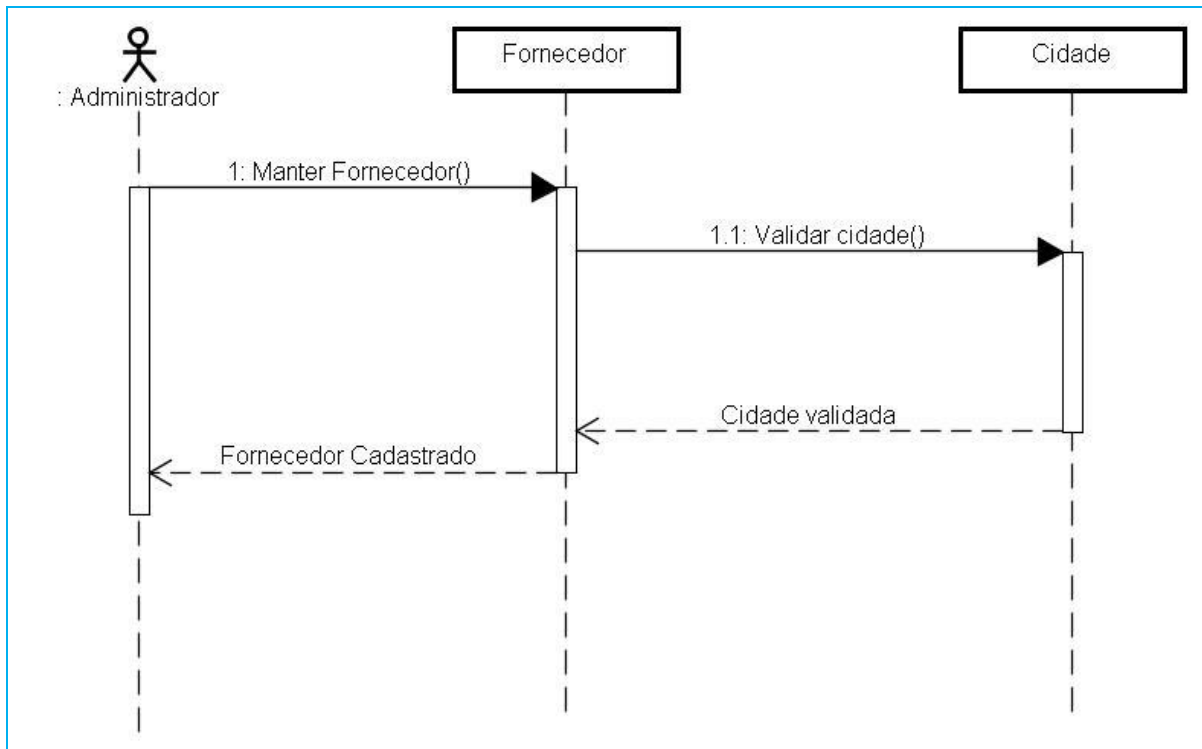 : Administrador
Fornecedor
Cidade
1: Manter Fornecedor()
1.1: Validar cidade()
Cidade validada
Fornecedor Cadastrado